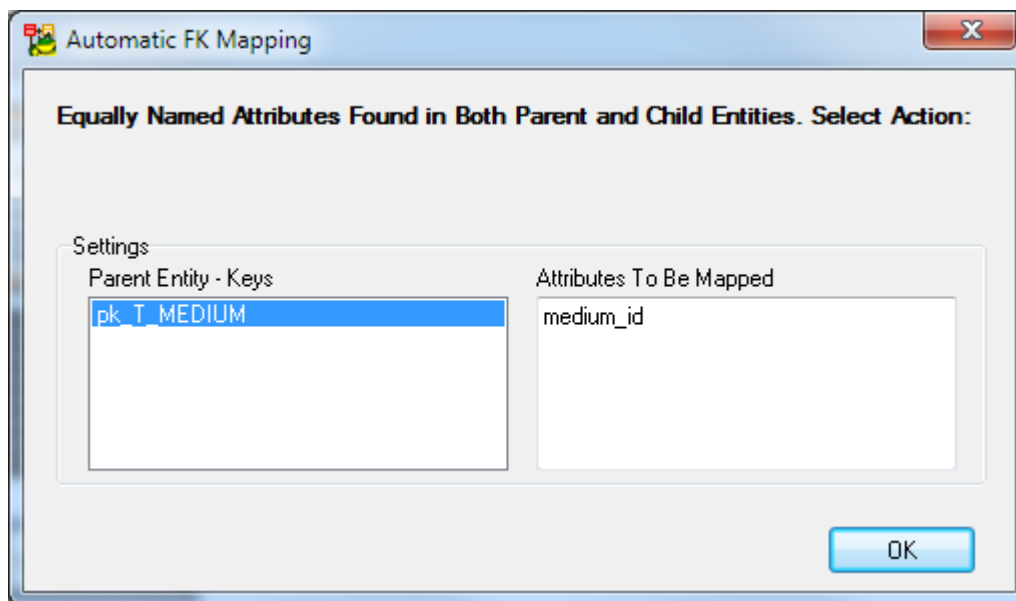 Automatic FK Mapping
Equally Named Attributes Found in Both Parent and Child Entities. Select Action:
Settings
Parent Entity - Keys
Attributes To Be Mapped
pk_T_MEDIUM
medium_id
OK